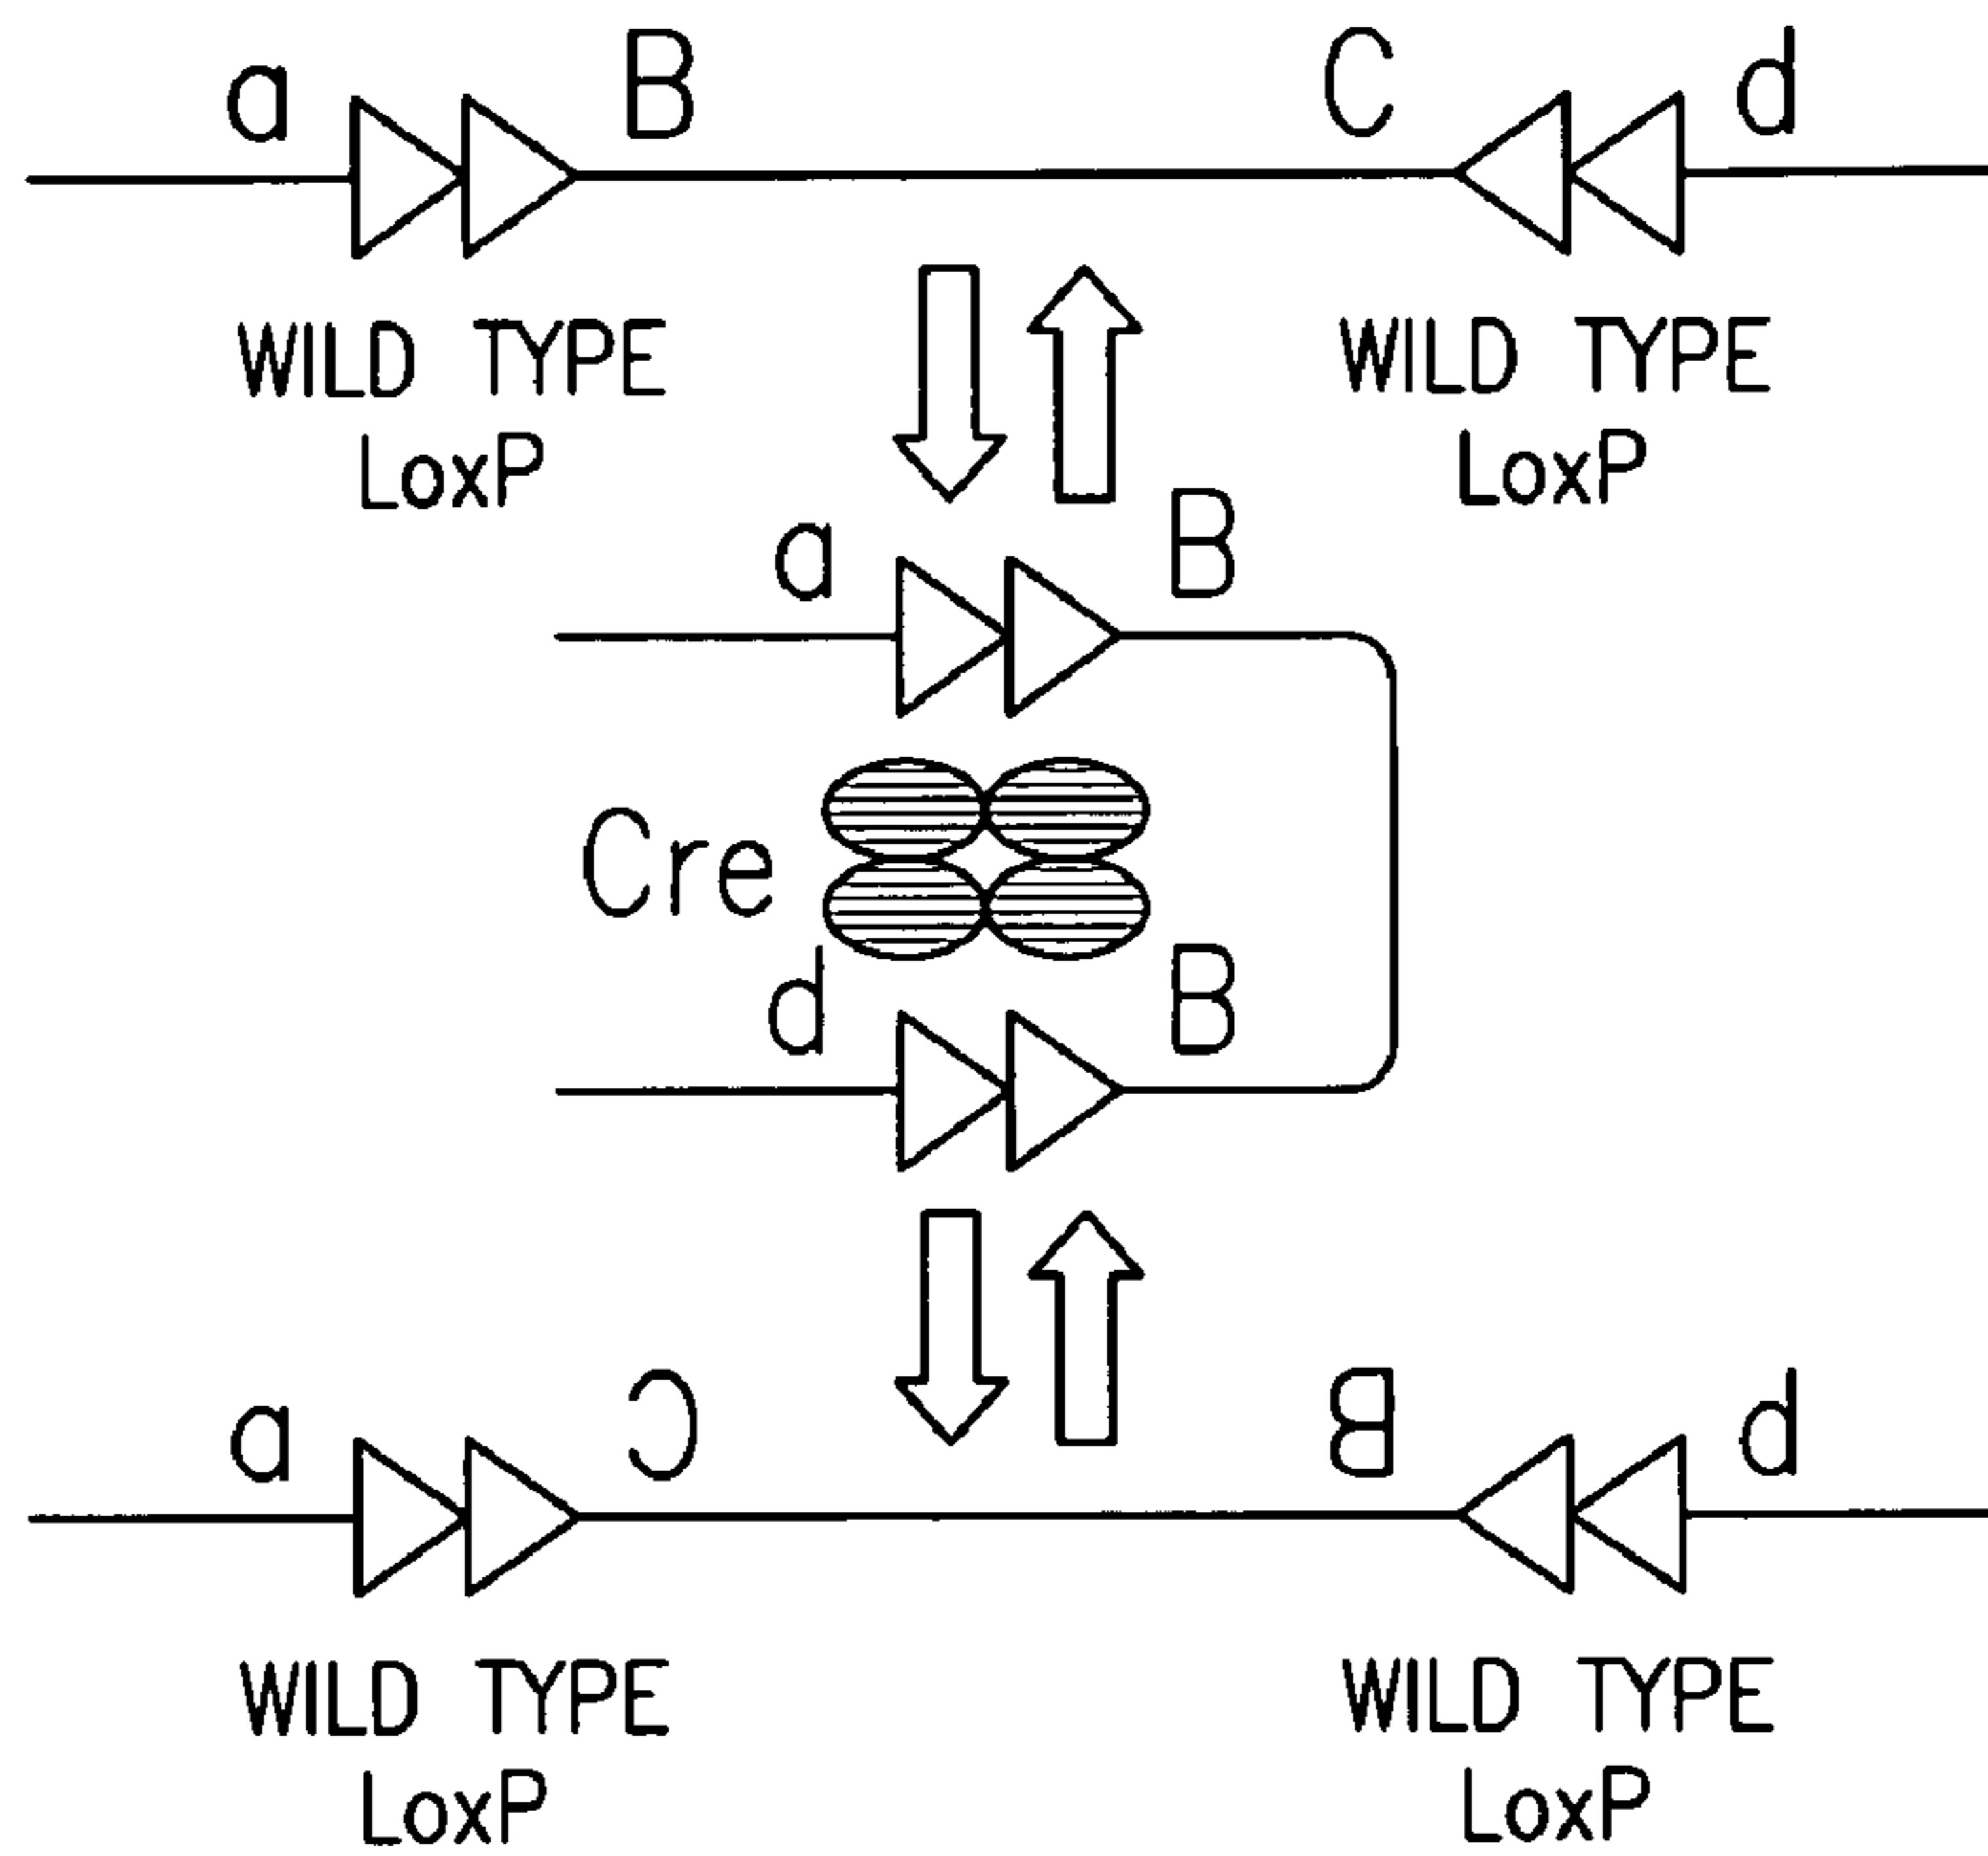 a B C d
WILD TYPE WILD TYPE
LoxP LoxP
a B
Cre
d B
a C B d
WILD TYPE WILD TYPE
LoxP LoxP